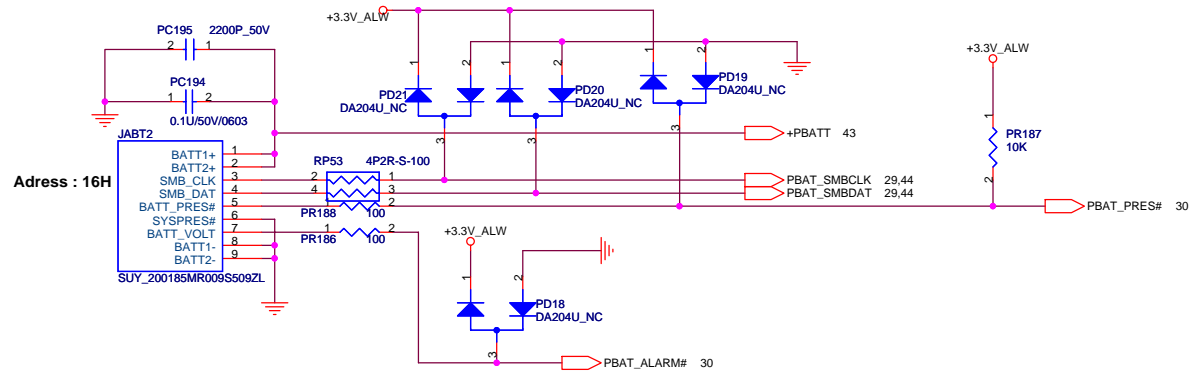 +3.3V_ALW
PC195 2200P_50V
2 1
+3.3V_ALW
PC194
1 2
0.1U/50V/0603
1 2 1 2 1 2
PD21
DA204U_NC
PD20
DA204U_NC
PD19
DA204U_NC
3 3 3
1
PR187
10K
2
JABT2
+PBATT 43
BATT1+ 1
BATT2+ 2
RP53 4P2R-S-100
Adress : 16H
SMB_CLK 3 2 1 PBAT_SMBCLK 29,44
SMB_DAT 4 4 3 PBAT_SMBDAT 29,44
BATT_PRES# 5 PR188 1 100 2 PBAT_PRES# 30
SYSPRES# 6
BATT_VOLT 7 1 2
PR186 100
BATT1- 8
BATT2- 9
SUY_200185MR009S509ZL
+3.3V_ALW
1 2
PD18
DA204U_NC
3
PBAT_ALARM# 30